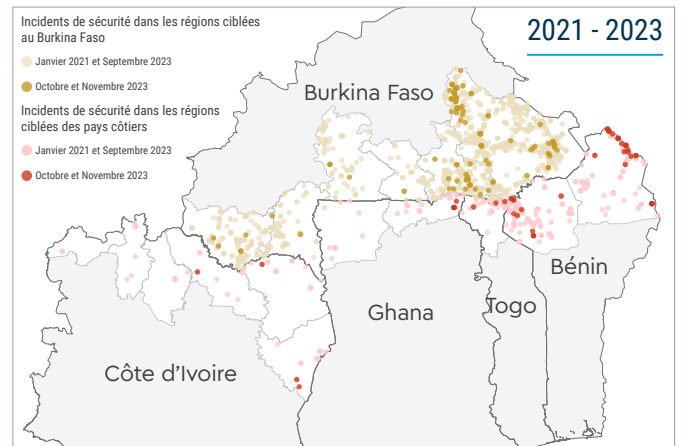 Incidents de sécurité dans les régions ciblées
au Burkina Faso
Janvier 2021 et Septembre 2023
Octobre et Novembre 2023
Incidents de sécurité dans les régions
ciblées des pays côtiers
Janvier 2021 et Septembre 2023
Octobre et Novembre 2023
2021 - 2023
Burkina Faso
Bénin
Ghana
Togo
Côte d'Ivoire